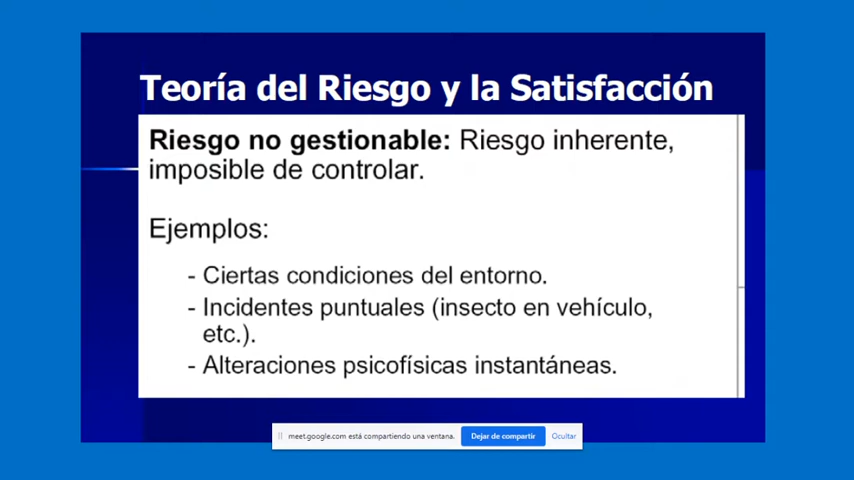 Teoría del Riesgo y la Satisfacción
Riesgo no gestionable: Riesgo inherente,
imposible de controlar.
Ejemplos:
- Ciertas condiciones del entorno.
- Incidentes puntuales (insecto en vehículo,
etc.).
- Alteraciones psicofísicas instantáneas.
meet.google.com está compartiendo una ventana. Dejar de compartir Ocultar